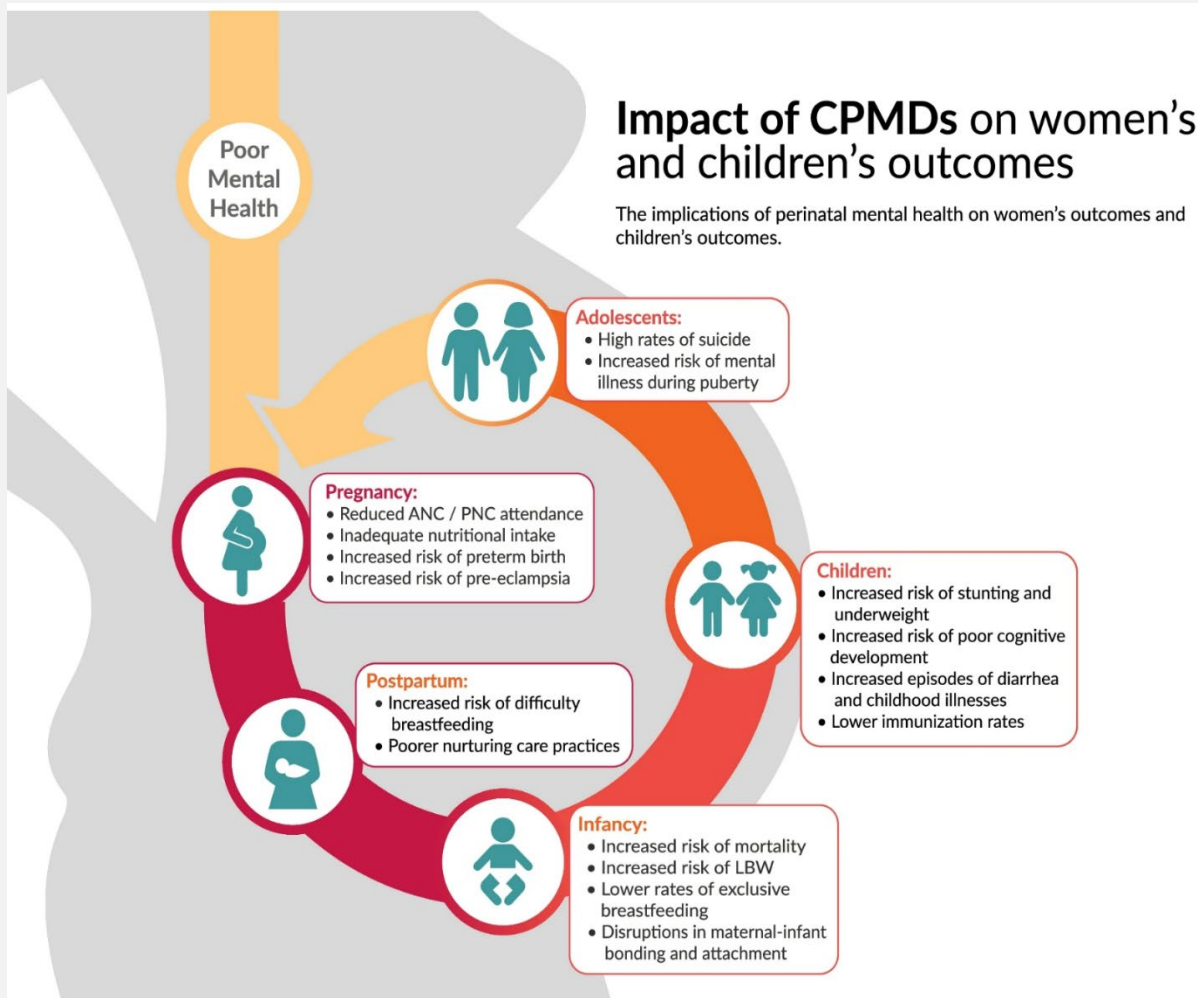 Impact of CPMDs on women's
and children's outcomes
The implications of perinatal mental health on women's outcomes and
children's outcomes.
Poor
Mental
Health
Adolescents:
• High rates of suicide
• Increased risk of mental
illness during puberty
Pregnancy:
• Reduced ANC / PNC attendance
• Inadequate nutritional intake
• Increased risk of preterm birth
• Increased risk of pre-eclampsia
Children:
• Increased risk of stunting and
underweight
• Increased risk of poor cognitive
development
• Increased episodes of diarrhea
and childhood illnesses
• Lower immunization rates
Postpartum:
• Increased risk of difficulty
breastfeeding
• Poorer nurturing care practices
Infancy:
• Increased risk of mortality
• Increased risk of LBW
• Lower rates of exclusive
breastfeeding
• Disruptions in maternal-infant
bonding and attachment